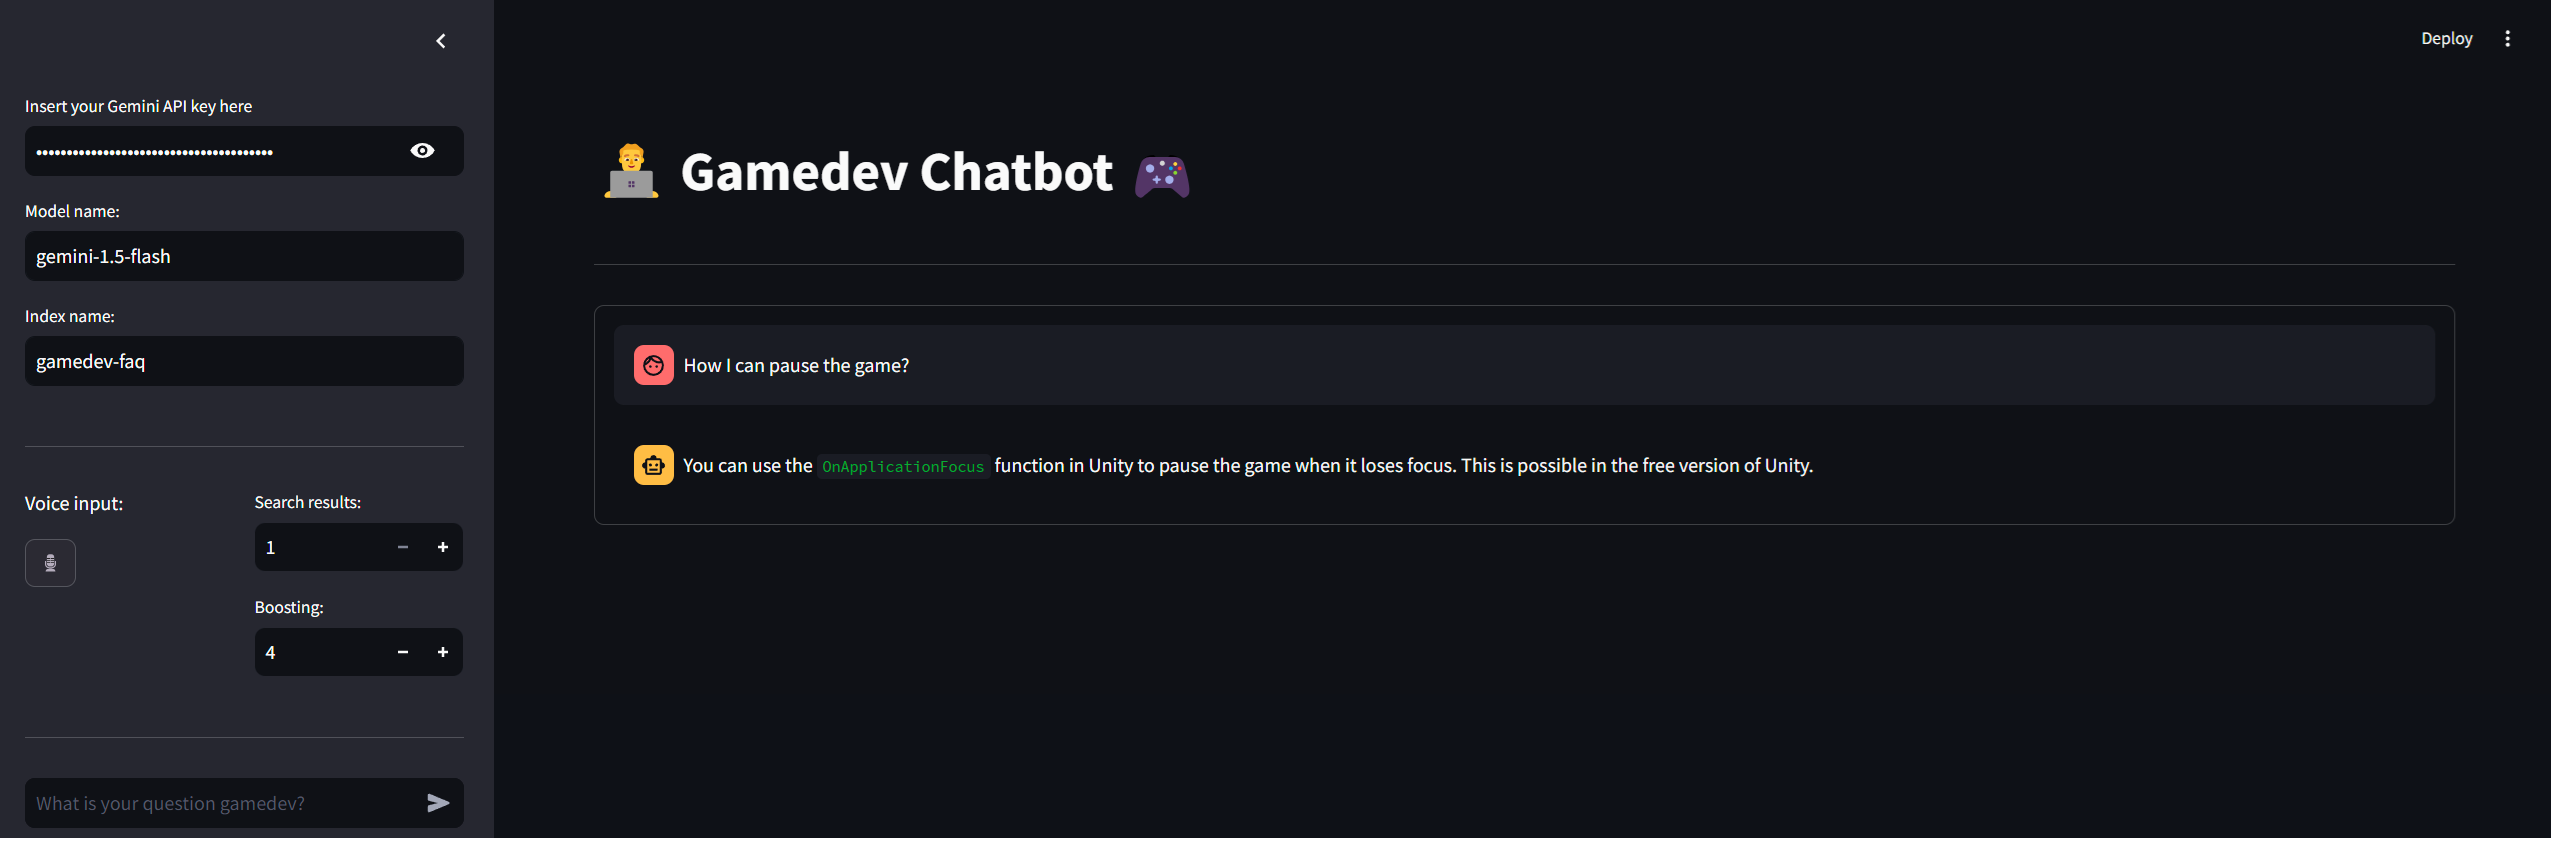 Deploy
Insert your Gemini API key here
••••••••••••••••••••••••••••••••••••••
Model name:
gemini-1.5-flash
Index name:
gamedev-faq
Voice input:
Search results:
1
Boosting:
4
What is your question gamedev?
Gamedev Chatbot
How I can pause the game?
You can use the OnApplicationFocus function in Unity to pause the game when it loses focus. This is possible in the free version of Unity.